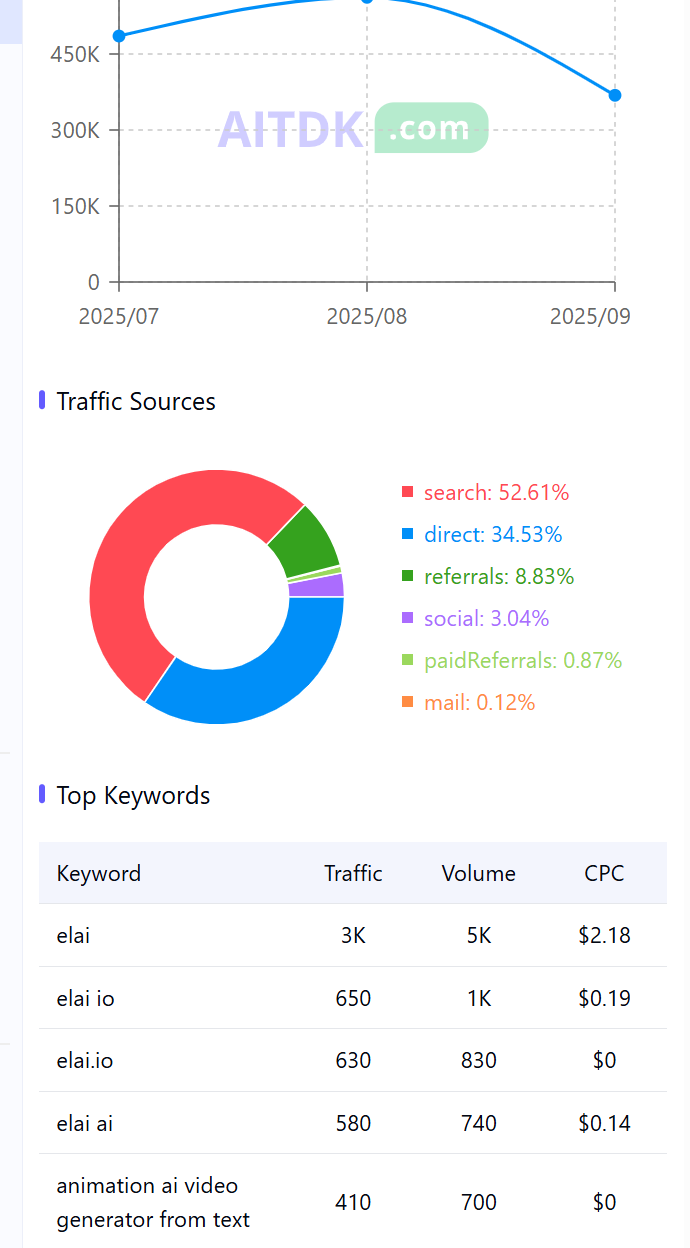 450K
AITDK .com
300K
150K
0
2025/07 2025/08 2025/09
Traffic Sources
search: 52.61%
direct: 34.53%
referrals: 8.83%
social: 3.04%
paidReferrals: 0.87%
mail: 0.12%
Top Keywords
Keyword Traffic Volume CPC
elai 3K 5K $2.18
elai io 650 1K $0.19
elai.io 630 830 $0
elai ai 580 740 $0.14
animation ai video
generator from text 410 700 $0